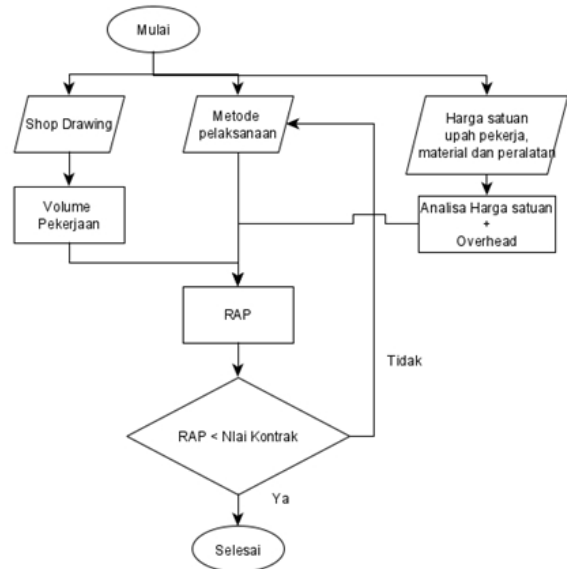 Mulai
Shop Drawing
Metode
pelaksanaan
Harga satuan
upah pekerja,
material dan peralatan
Volume
Pekerjaan
Analisa Harga satuan
+
Overhead
RAP
Tidak
RAP < NIai Kontrak
Ya
Selesai